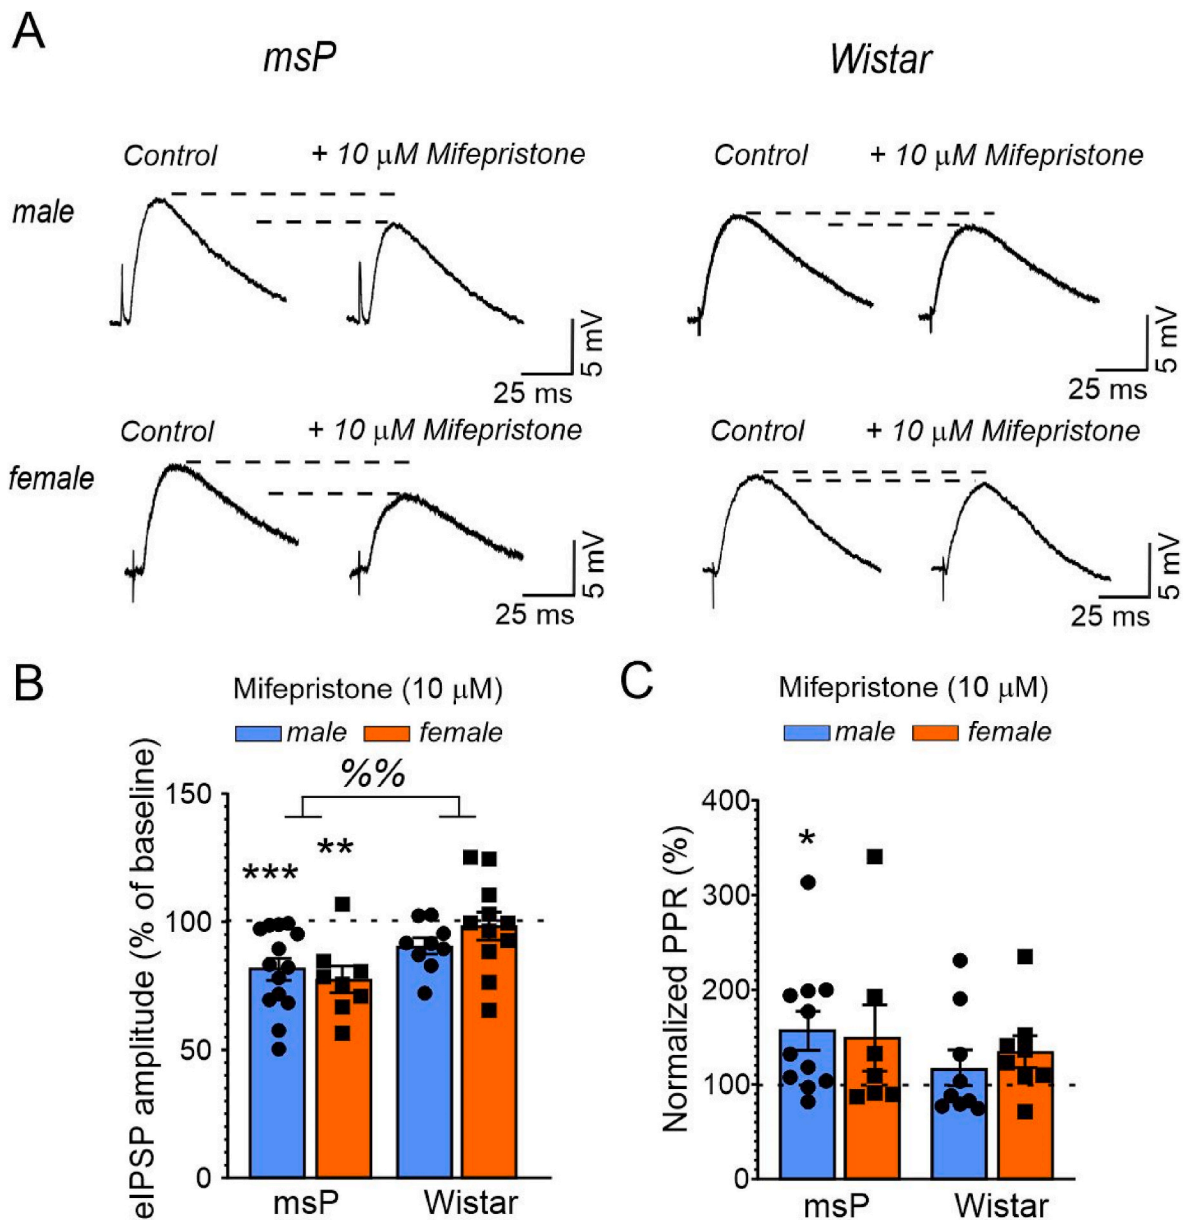 A
msP
Wistar
Control
+ 10 μM Mifepristone
Control
+ 10 μM Mifepristone
male
5 mV
25 ms
5 mV
25 ms
Control
+ 10 μM Mifepristone
Control
+ 10 μM Mifepristone
female
5 mV
25 ms
5 mV
25 ms
B
Mifepristone (10 μM)
male
female
eIPSP amplitude (% of baseline)
150
100
50
0
%%
***
**
msP
Wistar
C
Mifepristone (10 μM)
male
female
Normalized PPR (%)
400
300
200
100
0
*
msP
Wistar